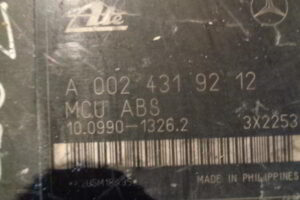 Ate
A 002 431 92 12
MCU ABS
10.0990-1326.2 3X2253
MADE IN PHILIPPINES